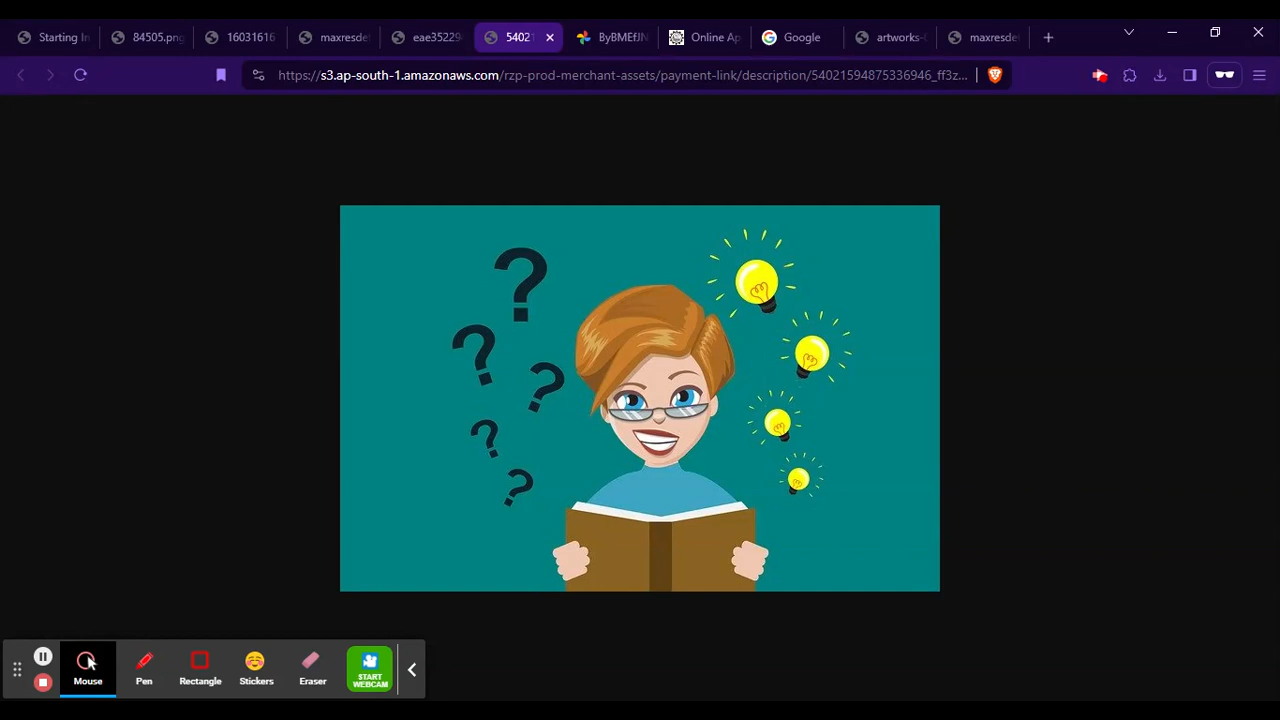 Starting In
84505.png
16031616
maxresde
eae35229
5402
ByBMEfJN
Online Ap
Google
artworks-
maxresde
https://s3.ap-south-1.amazonaws.com/rzp-prod-merchant-assets/payment-link/description/54021594875336946_ff3z...
? 
?
?
?
?
Mouse
Pen
Rectangle
Stickers
Eraser
START
WEBCAM